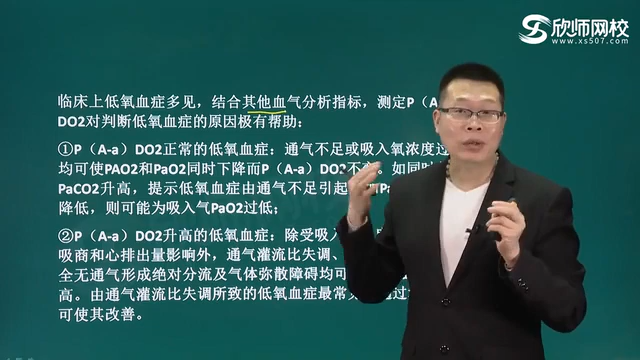 欣师网校
www.xs507.com
临床上低氧血症多见，结合其他血气分析指标，测定P（A
DO2对判断低氧血症的原因极有帮助：
①P（A-a）DO2正常的低氧血症：通气不足或吸入氧浓度过
均可使PAO2和PaO2同时下降而P（A-a）DO2不变。如同时
PaCO2升高，提示低氧血症由通气不足引起
降低，则可能为吸入气PaO2过低；
②P（A-a）DO2升高的低氧血症：除受吸入
吸商和心排出量影响外，通气灌流比失调、
全无通气形成绝对分流及气体弥散障碍均可
高。由通气灌流比失调所致的低氧血症最常
可使其改善。